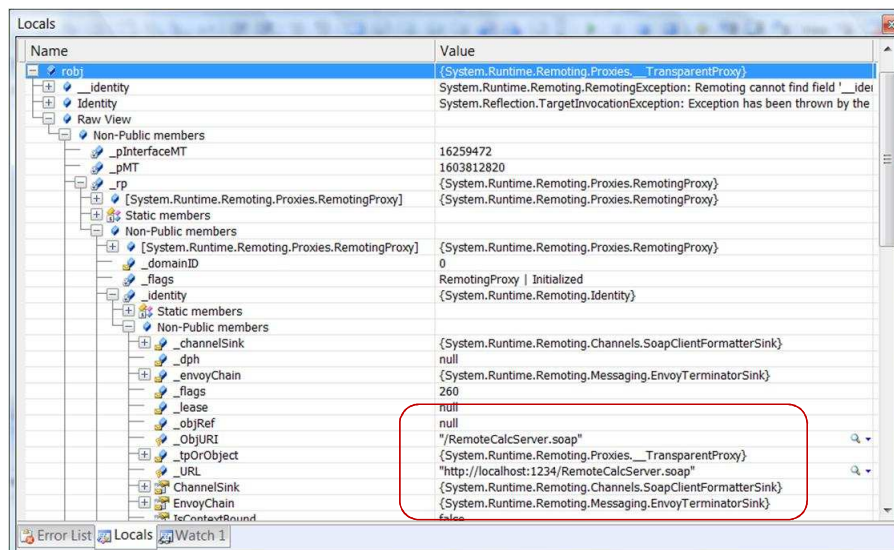 Locals
Name Value
robj {System.Runtime.Remoting.Proxies.__TransparentProxy}
__identity System.Runtime.Remoting.RemotingException: Remoting cannot find field '__iden
Identity System.Reflection.TargetInvocationException: Exception has been thrown by the
Raw View
Non-Public members
_pInterfaceMT 16259472
_pMT 1603812820
_rp {System.Runtime.Remoting.Proxies.RemotingProxy}
[System.Runtime.Remoting.Proxies.RemotingProxy] {System.Runtime.Remoting.Proxies.RemotingProxy}
Static members
Non-Public members
[System.Runtime.Remoting.Proxies.RemotingProxy] {System.Runtime.Remoting.Proxies.RemotingProxy}
_domainID 0
_flags RemotingProxy | Initialized
_identity {System.Runtime.Remoting.Identity}
Static members
Non-Public members
_channelSink {System.Runtime.Remoting.Channels.SoapClientFormatterSink}
_dph null
_envoyChain {System.Runtime.Remoting.Messaging.EnvoyTerminatorSink}
_flags 260
_lease null
_objRef null
_ObjURI "/RemoteCalcServer.soap"
_tpOrObject {System.Runtime.Remoting.Proxies.__TransparentProxy}
_URL "http://localhost:1234/RemoteCalcServer.soap"
ChannelSink {System.Runtime.Remoting.Channels.SoapClientFormatterSink}
EnvoyChain {System.Runtime.Remoting.Messaging.EnvoyTerminatorSink}
IsContextBound false
Error List Locals Watch 1